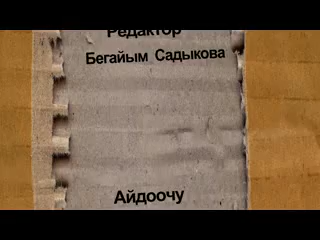 Редактор
Бегайым Садыкова
Айдоочу